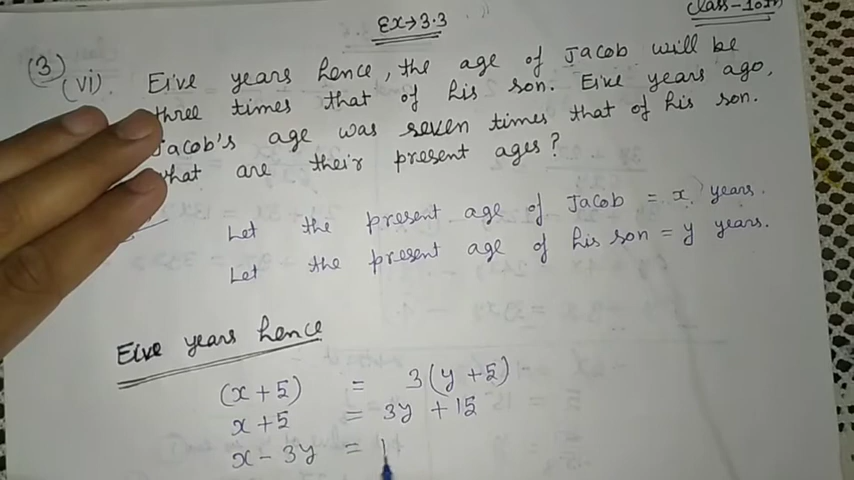 Ex→3.3
Class-10th
(3) (vi). Five years hence, the age of Jacob will be
three times that of his son. Five years ago,
Jacob's age was seven times that of his son.
what are their present ages?
Let the present age of Jacob = x years.
Let the present age of his son = y years.
Five years hence
(x+5) = 3(y+5)
x+5 = 3y +15
x-3y = 1